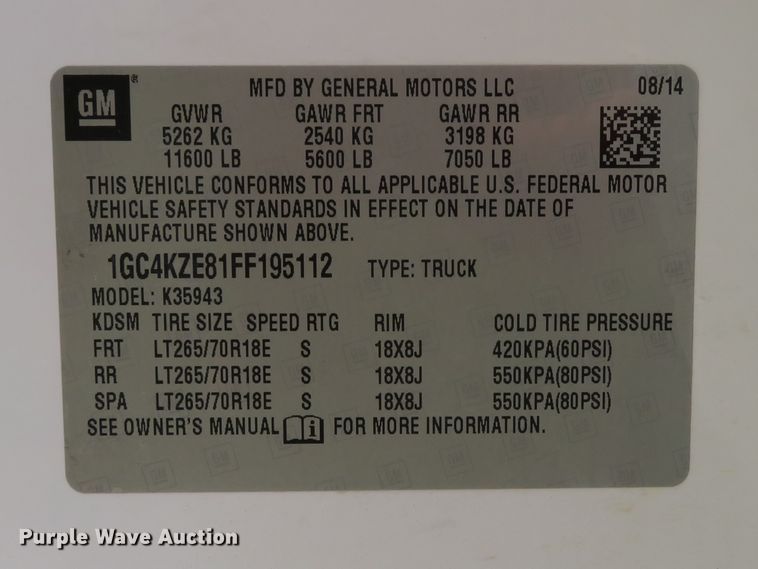 GM ®
MFD BY GENERAL MOTORS LLC 08/14
GVWR GAWR FRT GAWR RR
5262 KG 2540 KG 3198 KG
11600 LB 5600 LB 7050 LB
THIS VEHICLE CONFORMS TO ALL APPLICABLE U.S. FEDERAL MOTOR
VEHICLE SAFETY STANDARDS IN EFFECT ON THE DATE OF
MANUFACTURE SHOWN ABOVE.
1GC4KZE81FF195112 TYPE: TRUCK
MODEL: K35943
KDSM TIRE SIZE SPEED RTG RIM COLD TIRE PRESSURE
FRT LT265/70R18E S 18X8J 420KPA(60PSI)
RR LT265/70R18E S 18X8J 550KPA(80PSI)
SPA LT265/70R18E S 18X8J 550KPA(80PSI)
SEE OWNER'S MANUAL i FOR MORE INFORMATION.
Purple Wave Auction